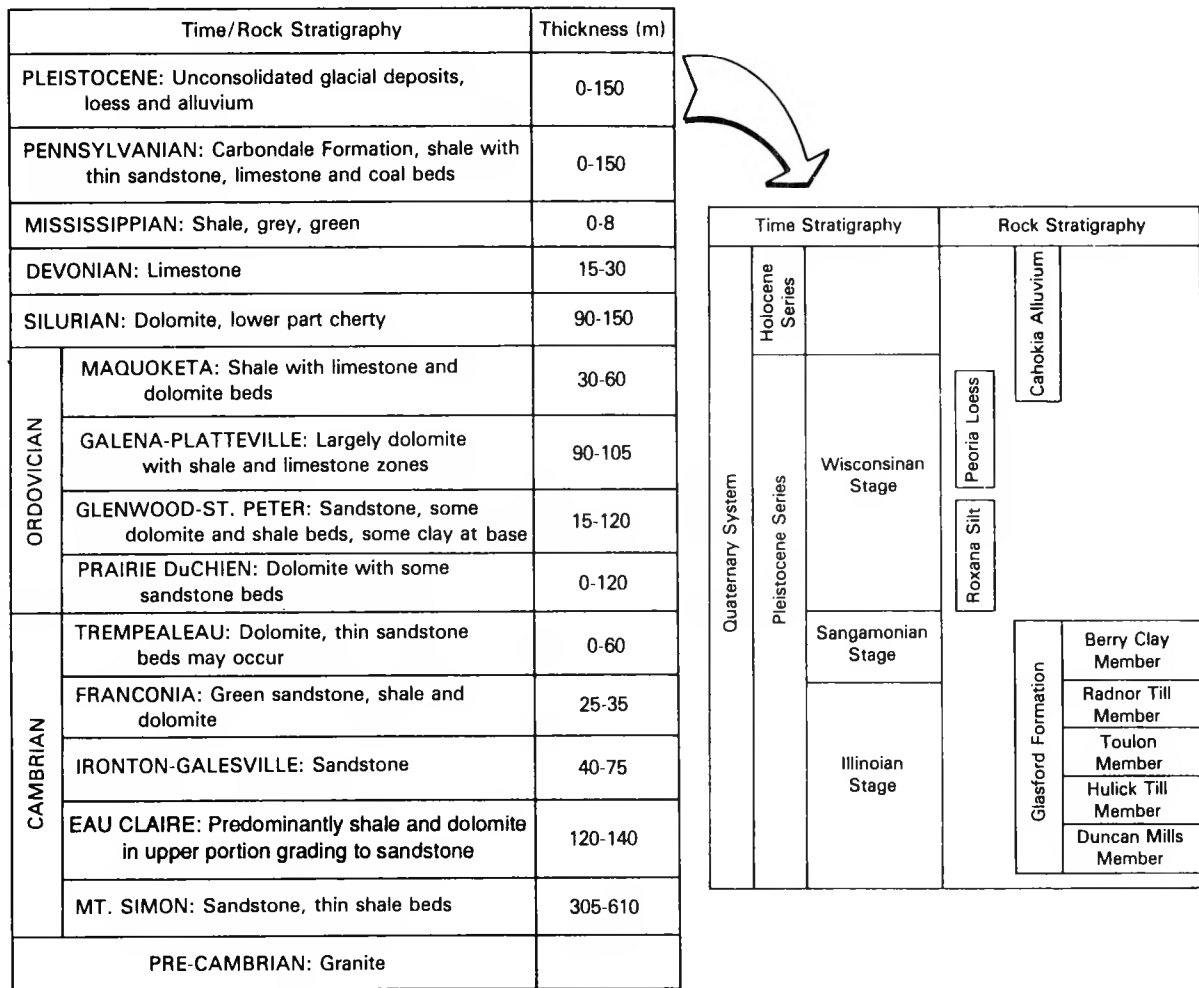 Time/Rock Stratigraphy
Thickness (m)
PLEISTOCENE: Unconsolidated glacial deposits,
loess and alluvium
0-150
PENNSYLVANIAN: Carbondale Formation, shale with
thin sandstone, limestone and coal beds
0-150
MISSISSIPPIAN: Shale, grey, green
0-8
DEVONIAN: Limestone
15-30
SILURIAN: Dolomite, lower part cherty
90-150
ORDOVICIAN
MAQUOKETA: Shale with limestone and
dolomite beds
30-60
GALENA-PLATTEVILLE: Largely dolomite
with shale and limestone zones
90-105
GLENWOOD-ST. PETER: Sandstone, some
dolomite and shale beds, some clay at base
15-120
PRAIRIE DuCHIEN: Dolomite with some
sandstone beds
0-120
CAMBRIAN
TREMPEALEAU: Dolomite, thin sandstone
beds may occur
0-60
FRANCONIA: Green sandstone, shale and
dolomite
25-35
IRONTON-GALESVILLE: Sandstone
40-75
EAU CLAIRE: Predominantly shale and dolomite
in upper portion grading to sandstone
120-140
MT. SIMON: Sandstone, thin shale beds
305-610
PRE-CAMBRIAN: Granite
Time Stratigraphy
Rock Stratigraphy
Quaternary System
Holocene
Series
Pleistocene Series
Wisconsinan
Stage
Sangamonian
Stage
Illinoian
Stage
Cahokia Alluvium
Peoria Loess
Roxana Silt
Glasford Formation
Berry Clay
Member
Radnor Till
Member
Toulon
Member
Hulick Till
Member
Duncan Mills
Member